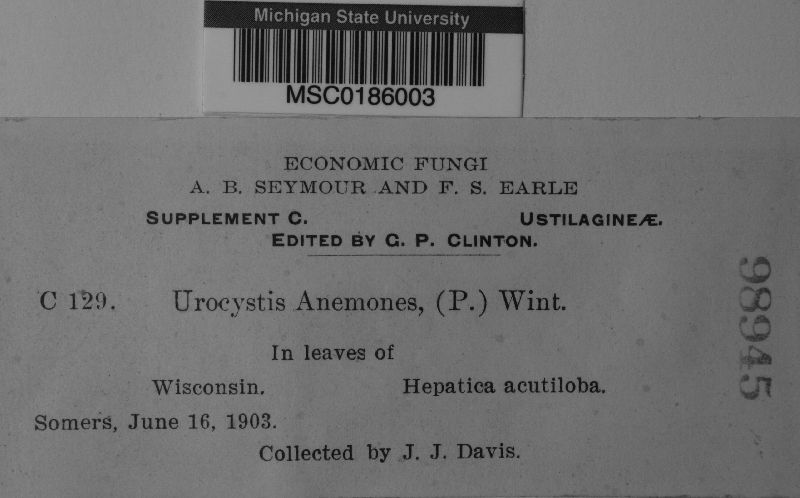 Michigan State University
MSC0186003
ECONOMIC FUNGI
A. B. SEYMOUR AND F. S. EARLE
SUPPLEMENT C. USTILAGINEÆ.
EDITED BY G. P. CLINTON.
C 129. Urocystis Anemones, (P.) Wint.
In leaves of
Wisconsin. Hepatica acutiloba.
Somers, June 16, 1903.
Collected by J. J. Davis.
98945